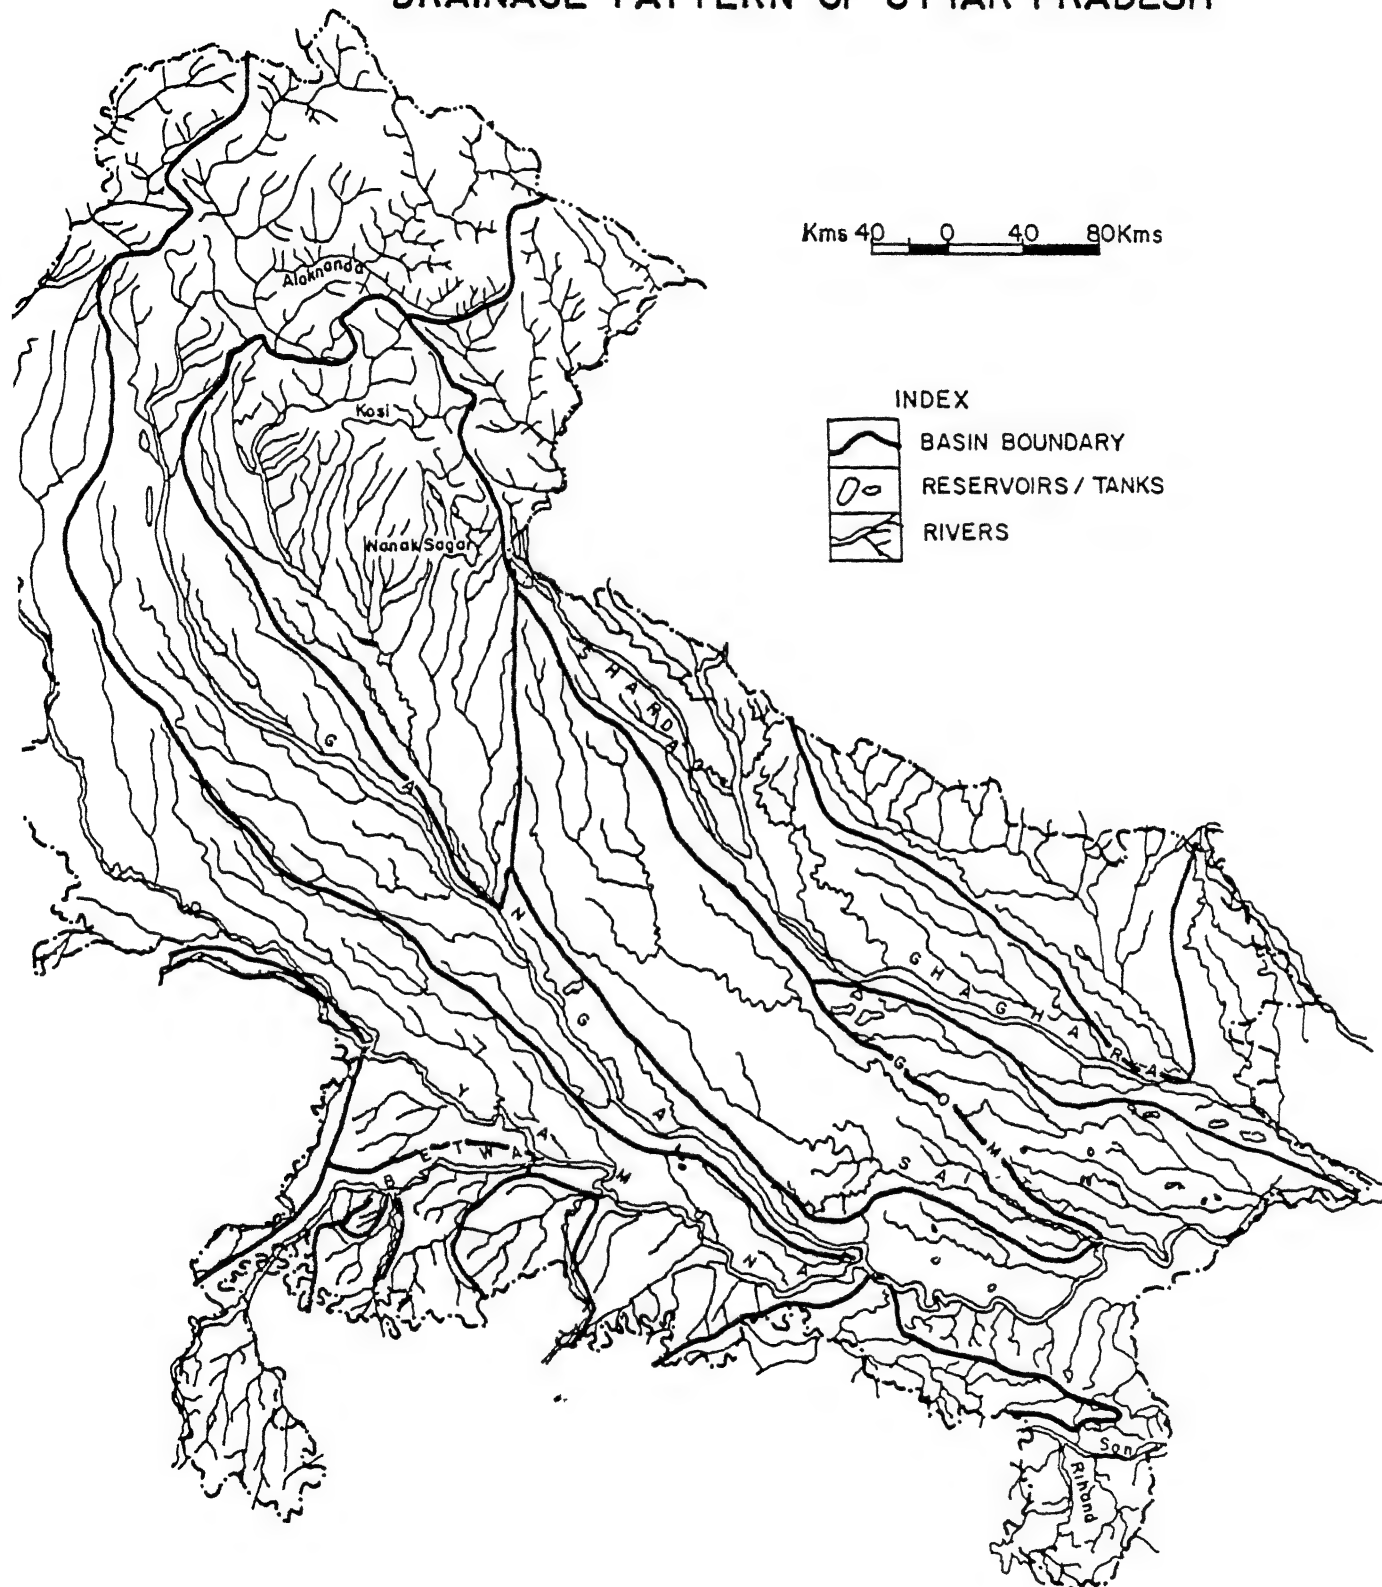 DRAINAGE PATTERN OF UTTAR PRADESH
Kms 40 0 40 80Kms
INDEX
BASIN BOUNDARY
RESERVOIRS / TANKS
RIVERS
Alaknanda
Kosi
Nanak Sagar
SHARDA
GANGA
GHAGHARA
GOMTI
SAI
YAMUNA
BETWA
Son
Rihand